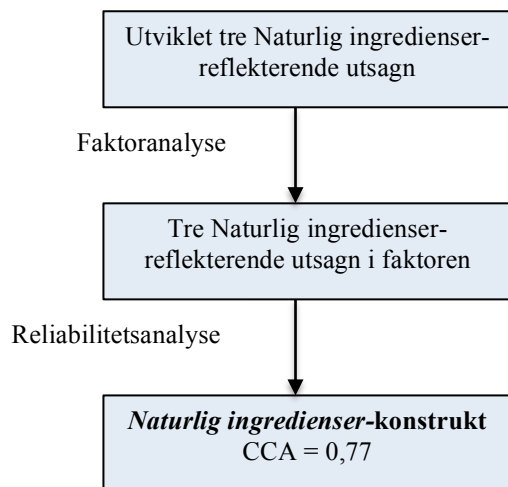 Utviklet tre Naturlig ingredienser-
reflekterende utsagn
Faktoranalyse
Tre Naturlig ingredienser-
reflekterende utsagn i faktoren
Reliabilitetsanalyse
Naturlig ingredienser-konstrukt
CCA = 0,77